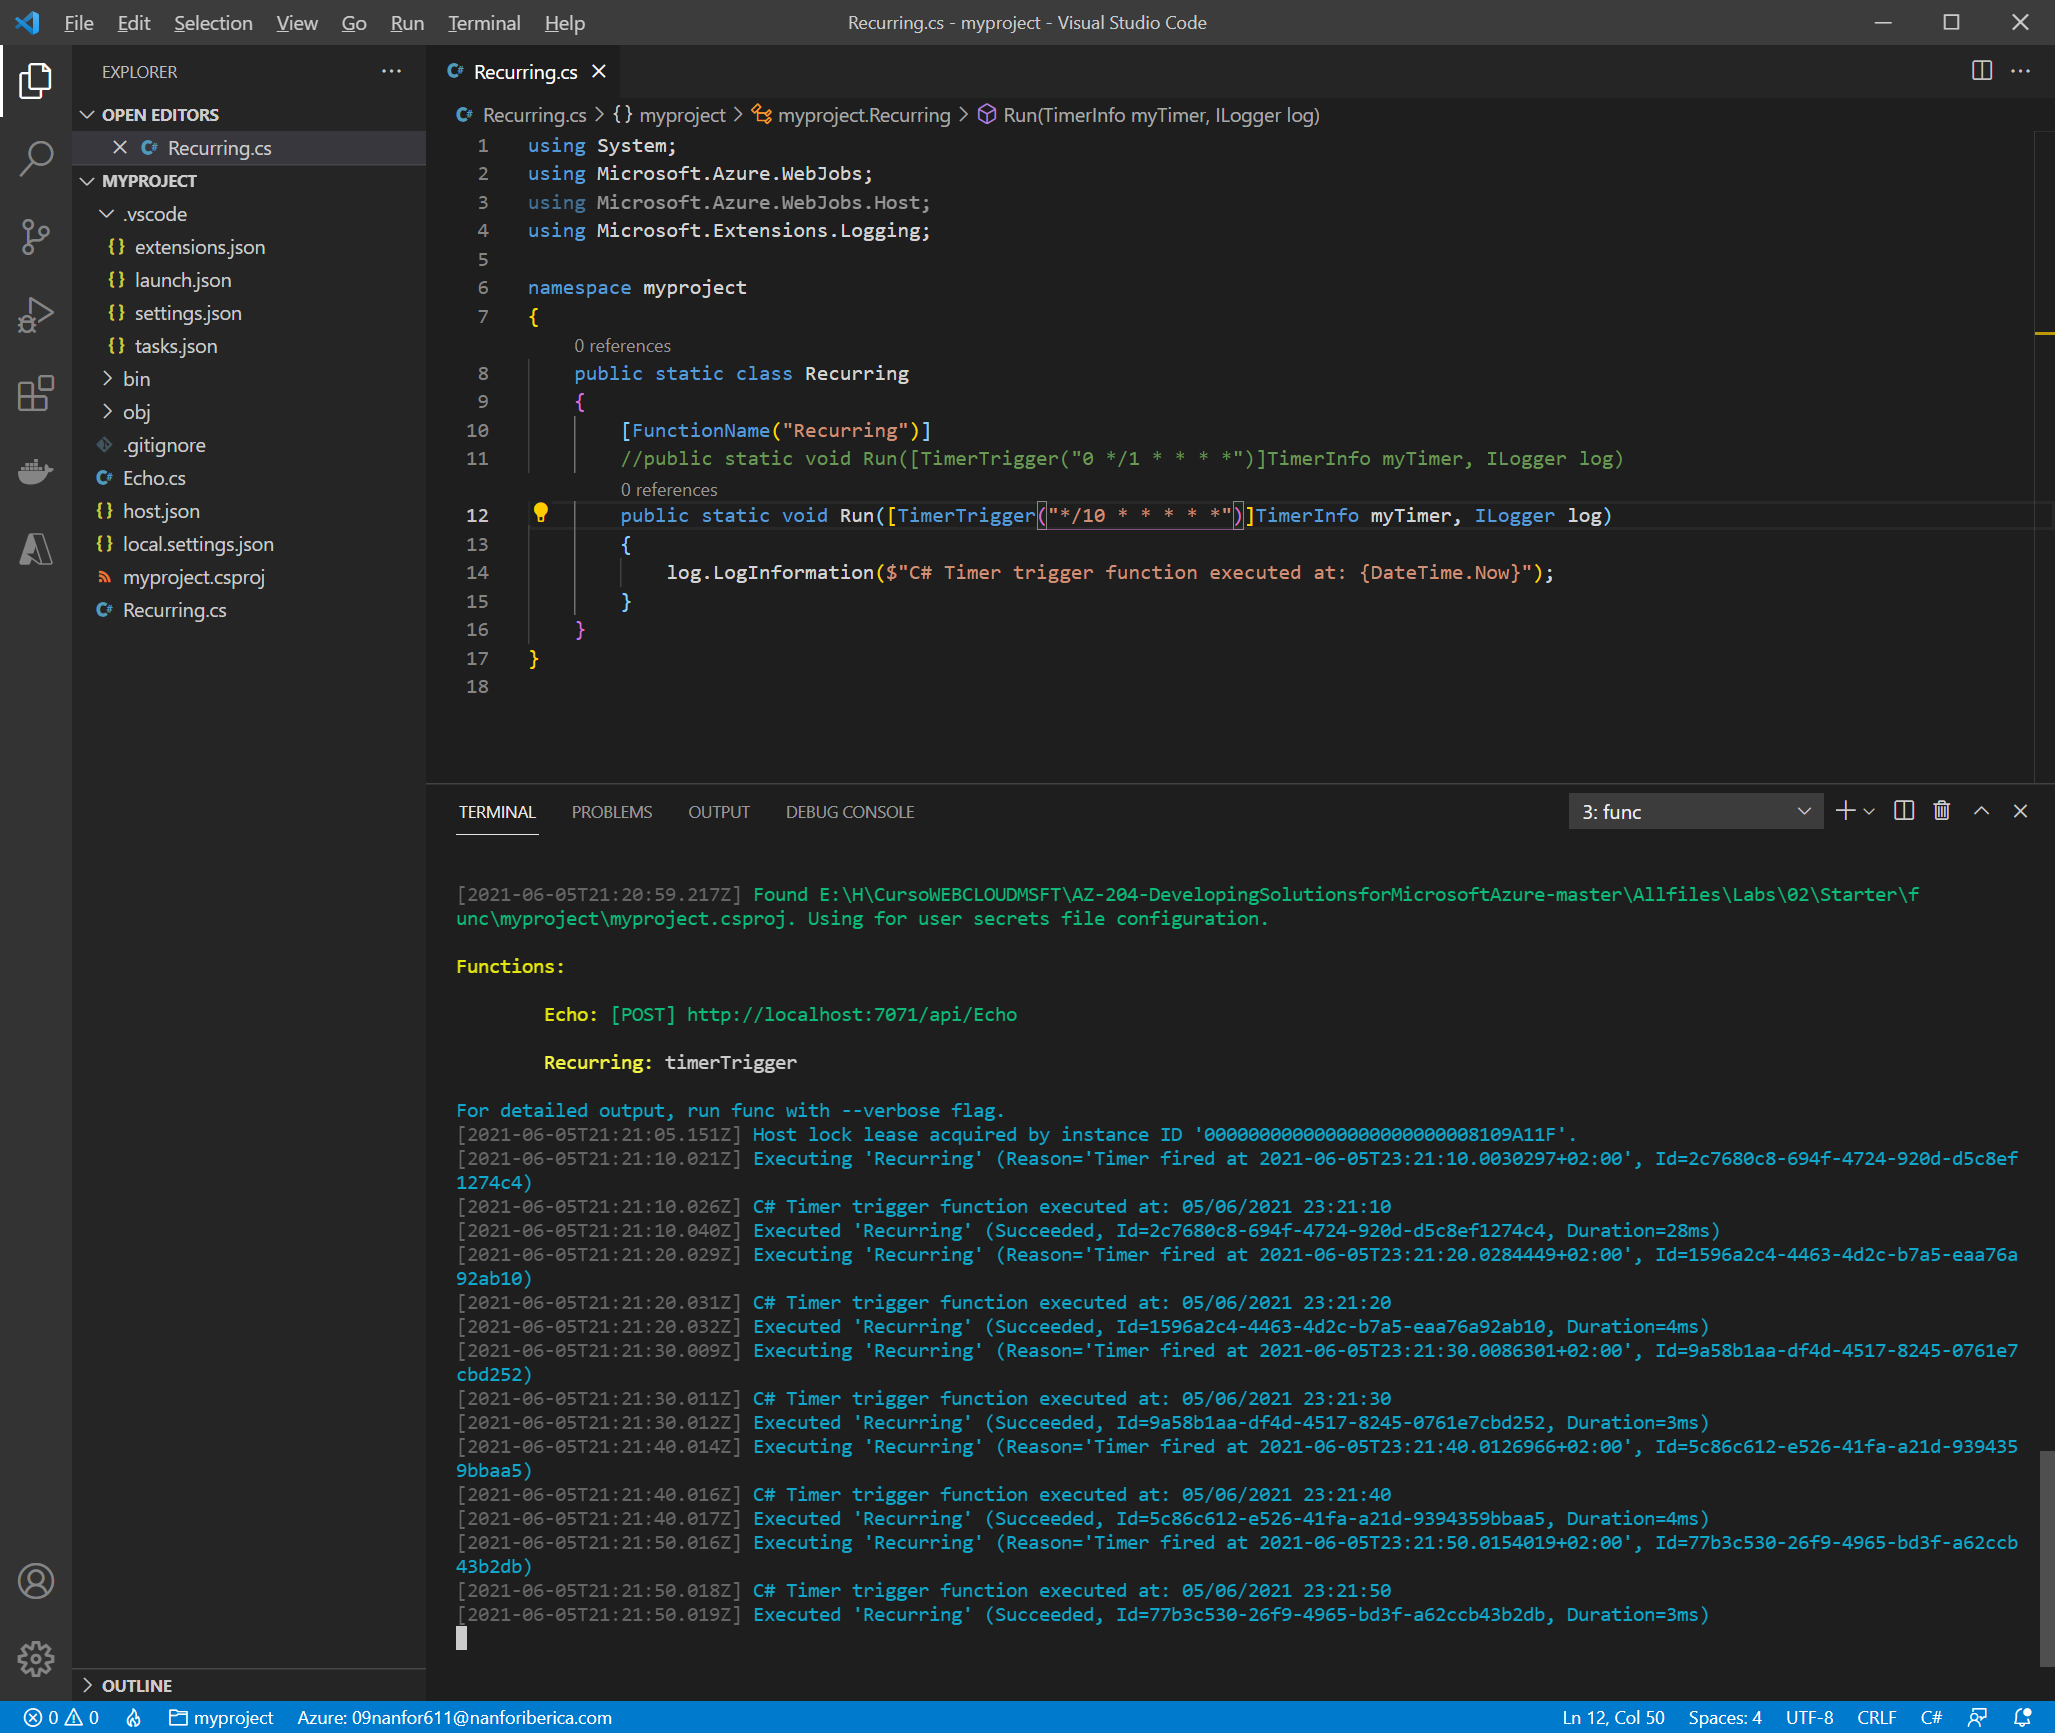 File Edit Selection View Go Run Terminal Help Recurring.cs - myproject - Visual Studio Code
EXPLORER
OPEN EDITORS
Recurring.cs
MYPROJECT
.vscode
extensions.json
launch.json
settings.json
tasks.json
bin
obj
.gitignore
Echo.cs
host.json
local.settings.json
myproject.csproj
Recurring.cs
OUTLINE
Recurring.cs
Recurring.cs > {} myproject > myproject.Recurring > Run(TimerInfo myTimer, ILogger log)
1 using System;
2 using Microsoft.Azure.WebJobs;
3 using Microsoft.Azure.WebJobs.Host;
4 using Microsoft.Extensions.Logging;
5
6 namespace myproject
7 {
0 references
8 public static class Recurring
9 {
10 [FunctionName("Recurring")]
11 //public static void Run([TimerTrigger("0 */1 * * * *")]TimerInfo myTimer, ILogger log)
0 references
12 public static void Run([TimerTrigger("*/10 * * * * *")]TimerInfo myTimer, ILogger log)
13 {
14 log.LogInformation($"C# Timer trigger function executed at: {DateTime.Now}");
15 }
16 }
17 }
18
TERMINAL PROBLEMS OUTPUT DEBUG CONSOLE 3: func
[2021-06-05T21:20:59.217Z] Found E:\H\CursoWEBCLOUDMSFT\AZ-204-DevelopingSolutionsforMicrosoftAzure-master\Allfiles\Labs\02\Starter\f
unc\myproject\myproject.csproj. Using for user secrets file configuration.
Functions:
Echo: [POST] http://localhost:7071/api/Echo
Recurring: timerTrigger
For detailed output, run func with --verbose flag.
[2021-06-05T21:21:05.151Z] Host lock lease acquired by instance ID '0000000000000000000000008109A11F'.
[2021-06-05T21:21:10.021Z] Executing 'Recurring' (Reason='Timer fired at 2021-06-05T23:21:10.0030297+02:00', Id=2c7680c8-694f-4724-920d-d5c8ef
1274c4)
[2021-06-05T21:21:10.026Z] C# Timer trigger function executed at: 05/06/2021 23:21:10
[2021-06-05T21:21:10.040Z] Executed 'Recurring' (Succeeded, Id=2c7680c8-694f-4724-920d-d5c8ef1274c4, Duration=28ms)
[2021-06-05T21:21:20.029Z] Executing 'Recurring' (Reason='Timer fired at 2021-06-05T23:21:20.0284449+02:00', Id=1596a2c4-4463-4d2c-b7a5-eaa76a
92ab10)
[2021-06-05T21:21:20.031Z] C# Timer trigger function executed at: 05/06/2021 23:21:20
[2021-06-05T21:21:20.032Z] Executed 'Recurring' (Succeeded, Id=1596a2c4-4463-4d2c-b7a5-eaa76a92ab10, Duration=4ms)
[2021-06-05T21:21:30.009Z] Executing 'Recurring' (Reason='Timer fired at 2021-06-05T23:21:30.0086301+02:00', Id=9a58b1aa-df4d-4517-8245-0761e7
cbd252)
[2021-06-05T21:21:30.011Z] C# Timer trigger function executed at: 05/06/2021 23:21:30
[2021-06-05T21:21:30.012Z] Executed 'Recurring' (Succeeded, Id=9a58b1aa-df4d-4517-8245-0761e7cbd252, Duration=3ms)
[2021-06-05T21:21:40.014Z] Executing 'Recurring' (Reason='Timer fired at 2021-06-05T23:21:40.0126966+02:00', Id=5c86c612-e526-41fa-a21d-939435
9bbaa5)
[2021-06-05T21:21:40.016Z] C# Timer trigger function executed at: 05/06/2021 23:21:40
[2021-06-05T21:21:40.017Z] Executed 'Recurring' (Succeeded, Id=5c86c612-e526-41fa-a21d-9394359bbaa5, Duration=4ms)
[2021-06-05T21:21:50.016Z] Executing 'Recurring' (Reason='Timer fired at 2021-06-05T23:21:50.0154019+02:00', Id=77b3c530-26f9-4965-bd3f-a62ccb
43b2db)
[2021-06-05T21:21:50.018Z] C# Timer trigger function executed at: 05/06/2021 23:21:50
[2021-06-05T21:21:50.019Z] Executed 'Recurring' (Succeeded, Id=77b3c530-26f9-4965-bd3f-a62ccb43b2db, Duration=3ms)
0 0 myproject Azure: 09nanfor611@nanforiberica.com Ln 12, Col 50 Spaces: 4 UTF-8 CRLF C#